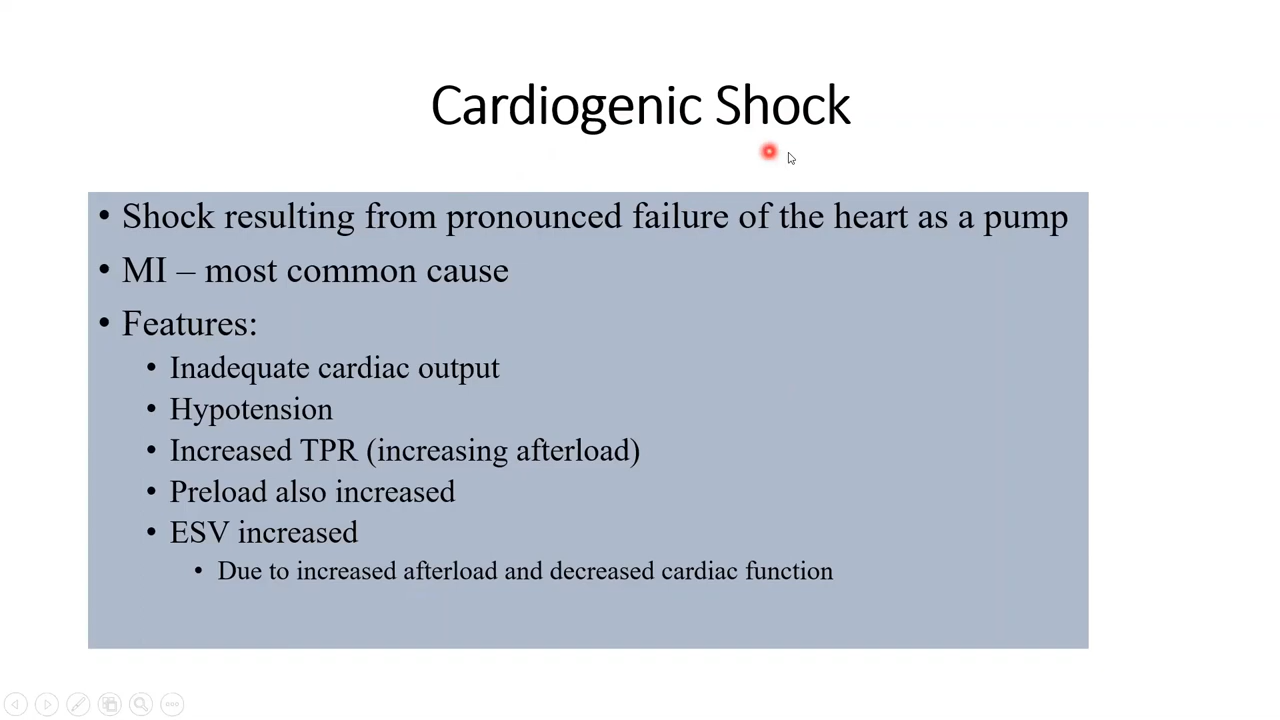 Cardiogenic Shock
• Shock resulting from pronounced failure of the heart as a pump
• MI – most common cause
• Features:
• Inadequate cardiac output
• Hypotension
• Increased TPR (increasing afterload)
• Preload also increased
• ESV increased
• Due to increased afterload and decreased cardiac function